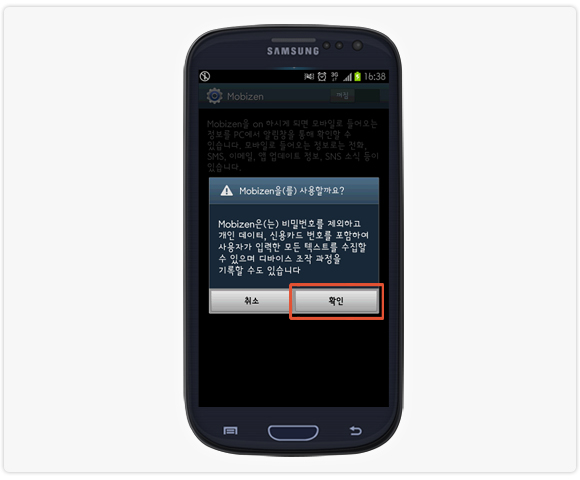 SAMSUNG
3G
16:38
Mobizen
Mobizen을 on 하시게 되면 모바일로 들어오는
정보를 PC에서 알림장을 통해 확인할 수
있습니다. 모바일로 들어오는 정보로는 전화,
SMS, 이메일, 앱 업데이트 정보, SNS 소식 등이
있습니다.
Mobizen을(를) 사용할까요?
Mobizen은(는) 비밀번호를 제외하고
개인 데이터, 신용카드 번호를 포함하여
사용자가 입력한 모든 텍스트를 수집할
수 있으며 디바이스 조작 과정을
기록할 수도 있습니다
취소
확인